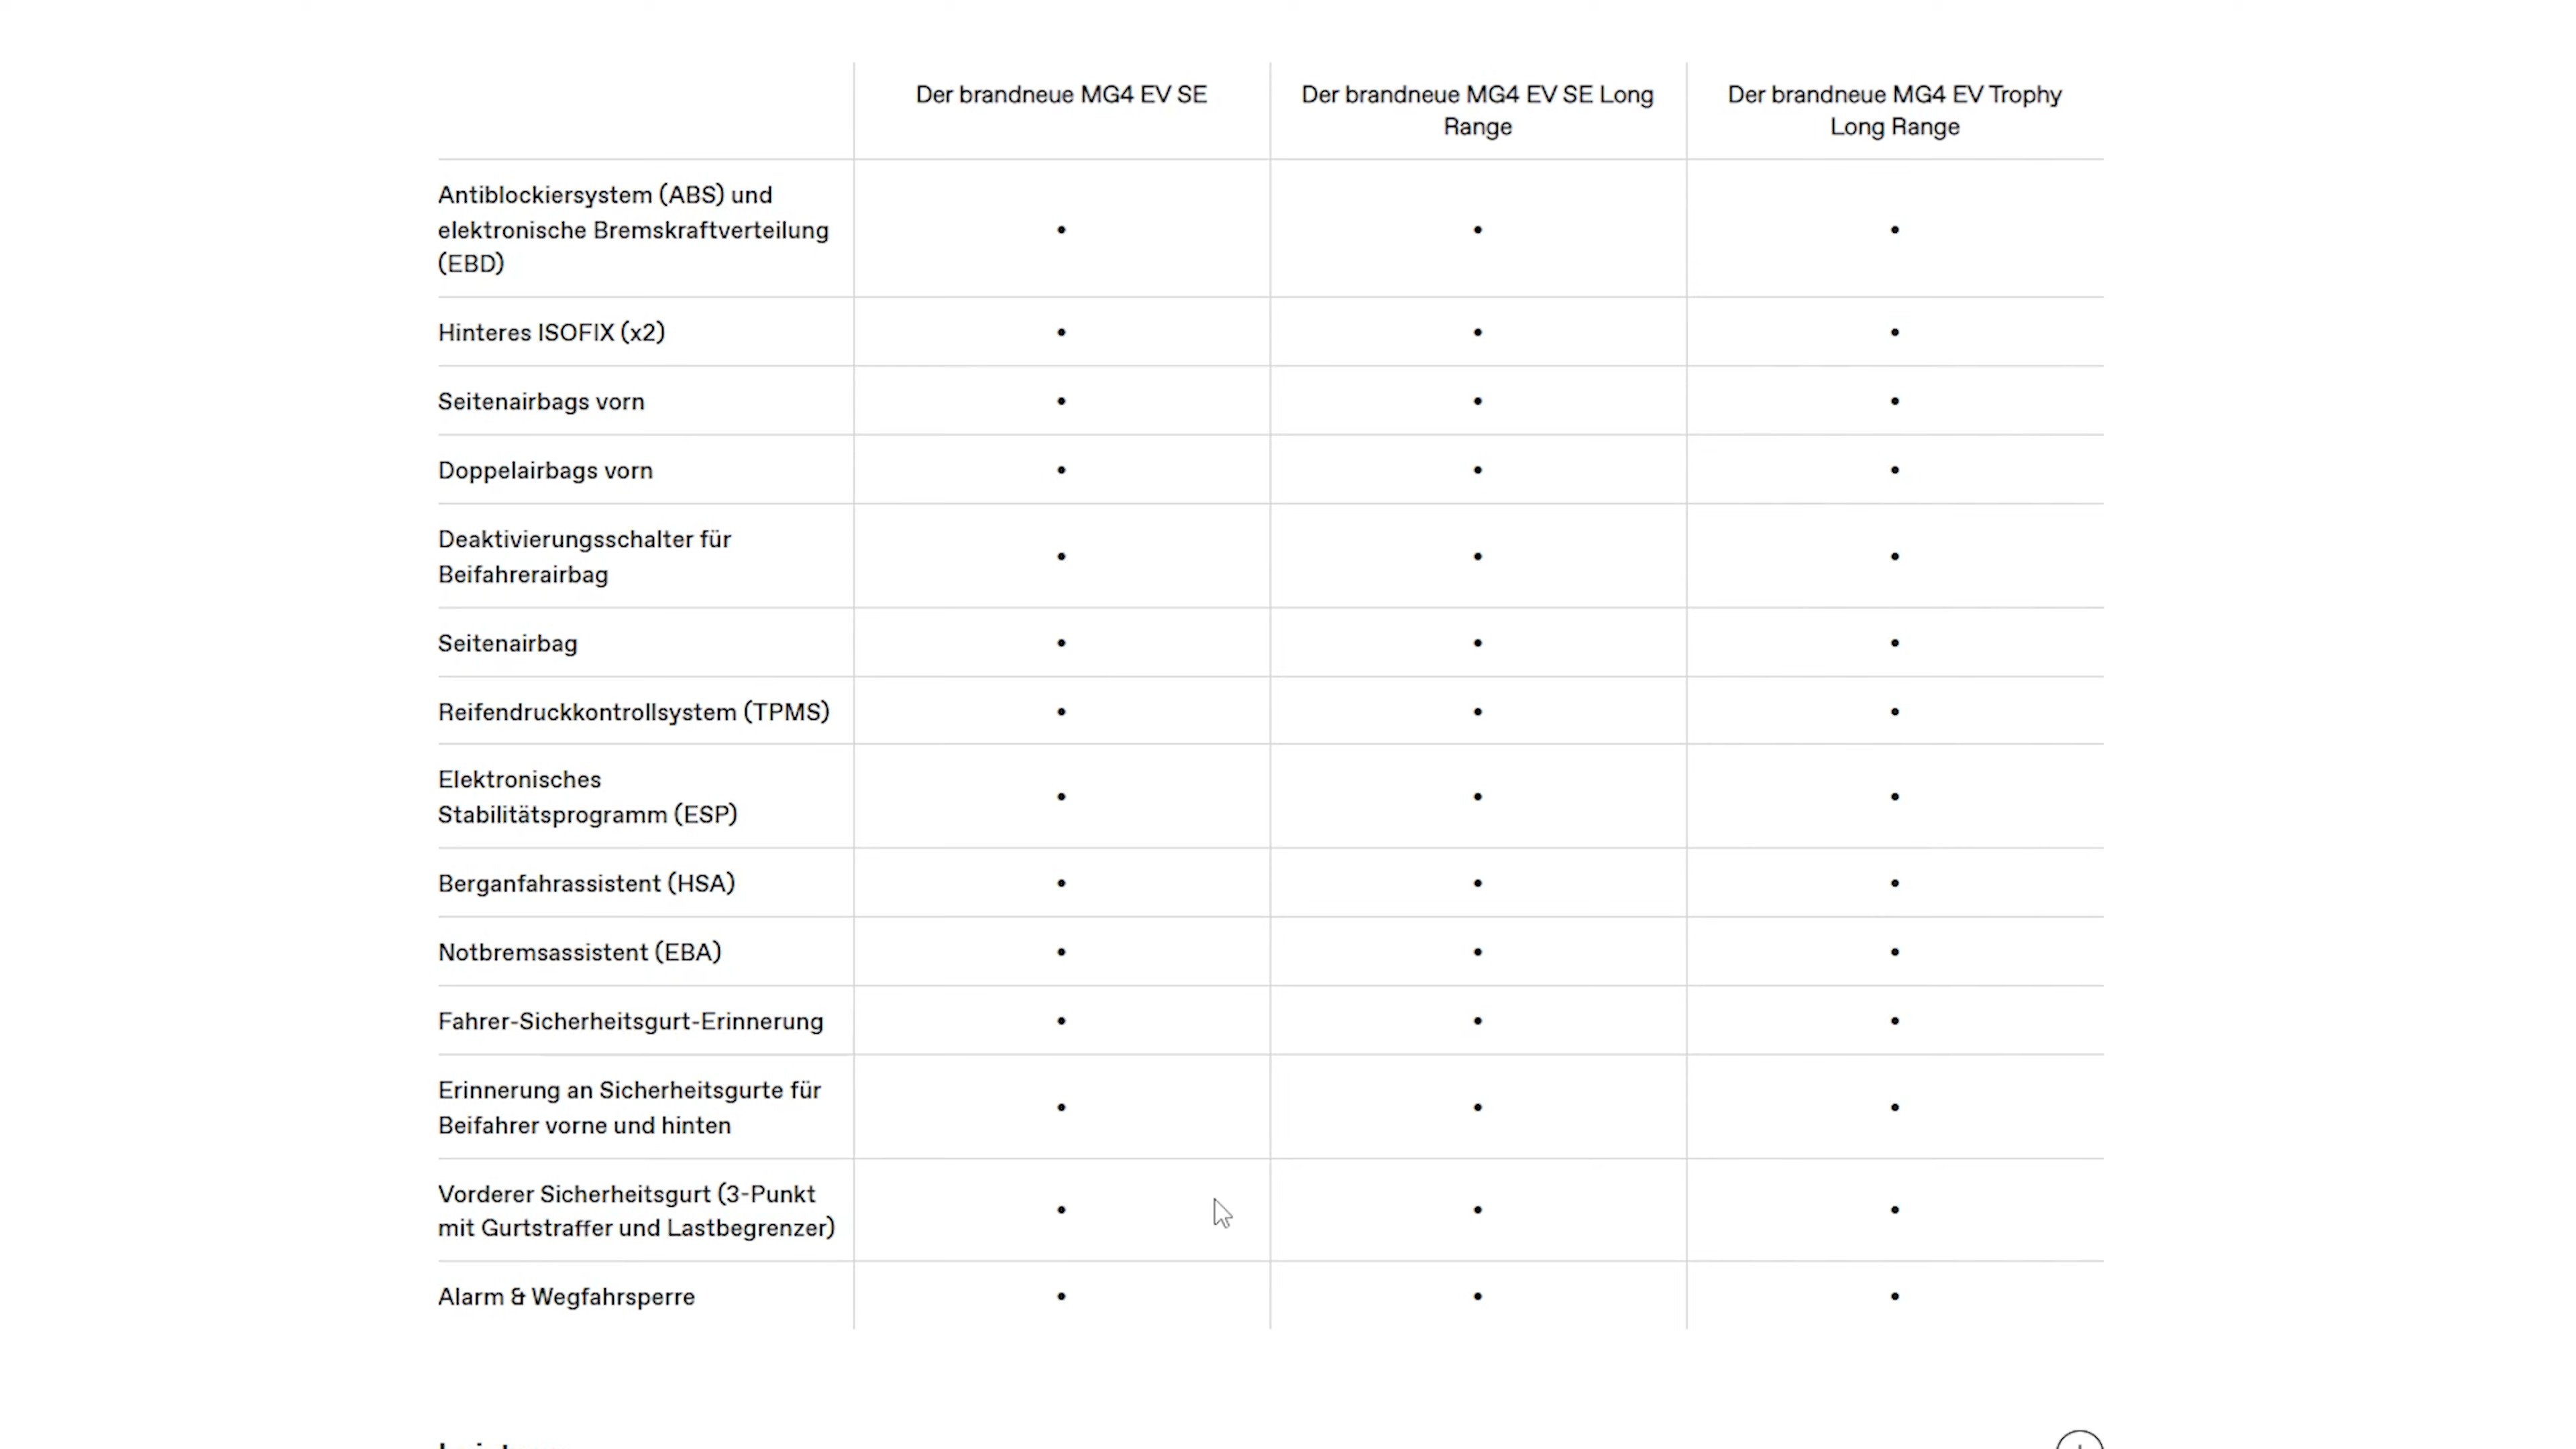 Der brandneue MG4 EV SE
Der brandneue MG4 EV SE Long
Range
Der brandneue MG4 EV Trophy
Long Range
Antiblockiersystem (ABS) und
elektronische Bremskraftverteilung
(EBD)
Hinteres ISOFIX (x2)
Seitenairbags vorn
Doppelairbags vorn
Deaktivierungsschalter für
Beifahrerairbag
Seitenairbag
Reifendruckkontrollsystem (TPMS)
Elektronisches
Stabilitätsprogramm (ESP)
Berganfahrassistent (HSA)
Notbremsassistent (EBA)
Fahrer-Sicherheitsgurt-Erinnerung
Erinnerung an Sicherheitsgurte für
Beifahrer vorne und hinten
Vorderer Sicherheitsgurt (3-Punkt
mit Gurtstraffer und Lastbegrenzer)
Alarm & Wegfahrsperre